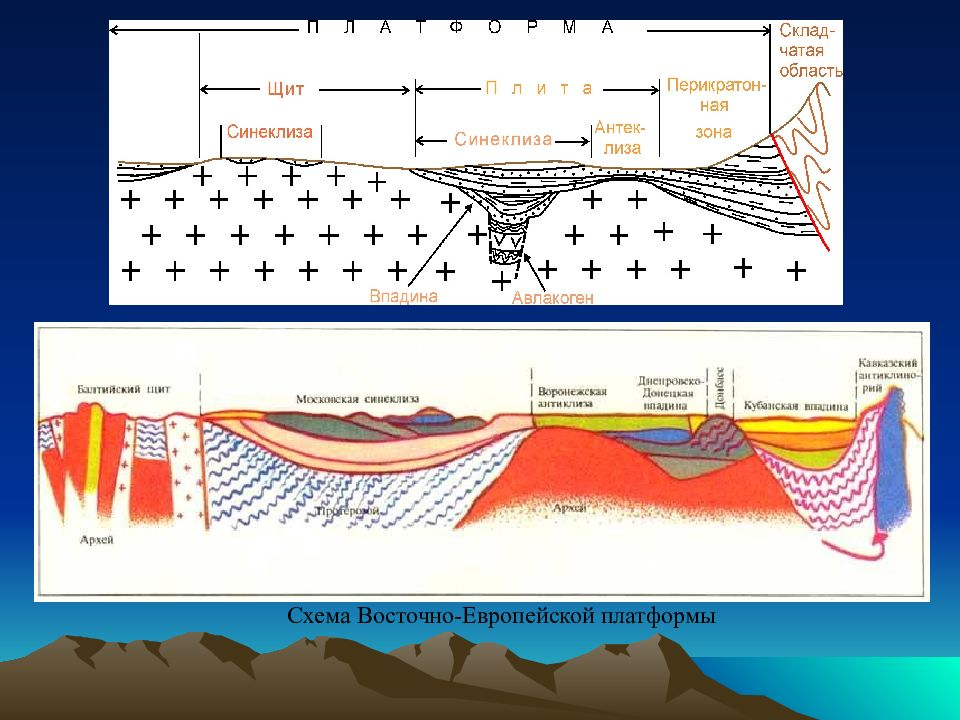 П Л А Т Ф О Р М А
Склад-
чатая
область
Щит
П л и т а
Перикратон-
ная
зона
Синеклиза
Синеклиза
Антек-
лиза
Впадина
Авлакоген
Балтийский щит
Московская синеклиза
Воронежская
антиклиза
Днепровско-
Донецкая
впадина
Донбасс
Кубанская впадина
Кавказский
антиклино-
рий
Архей
Протерозой
Архей
Схема Восточно-Европейской платформы